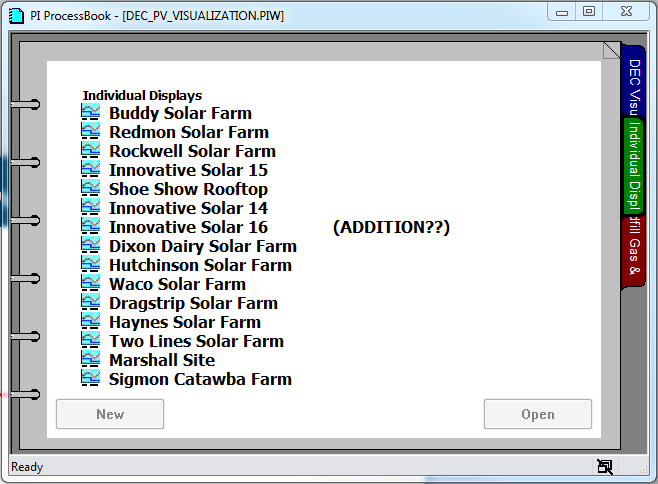 PI ProcessBook - [DEC_PV_VISUALIZATION.PIW]
Individual Displays
Buddy Solar Farm
Redmon Solar Farm
Rockwell Solar Farm
Innovative Solar 15
Shoe Show Rooftop
Innovative Solar 14
Innovative Solar 16 (ADDITION??)
Dixon Dairy Solar Farm
Hutchinson Solar Farm
Waco Solar Farm
Dragstrip Solar Farm
Haynes Solar Farm
Two Lines Solar Farm
Marshall Site
Sigmon Catawba Farm
New
Open
DEC Visu
Individual Displ
dfill Gas &
Ready